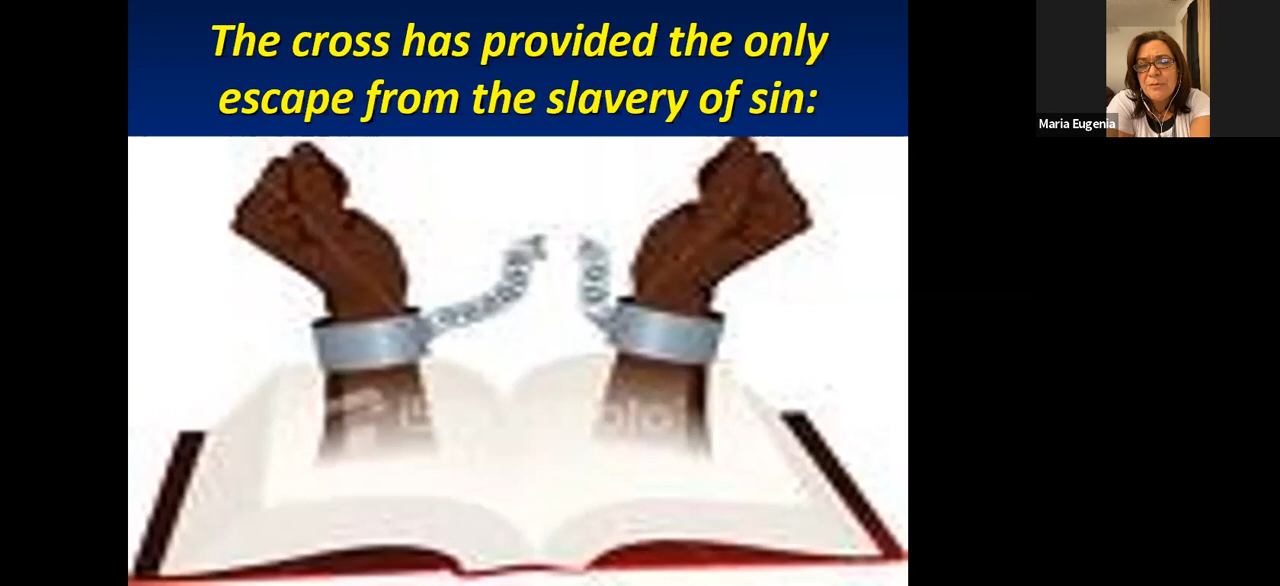 The cross has provided the only
escape from the slavery of sin:
Maria Eugenia